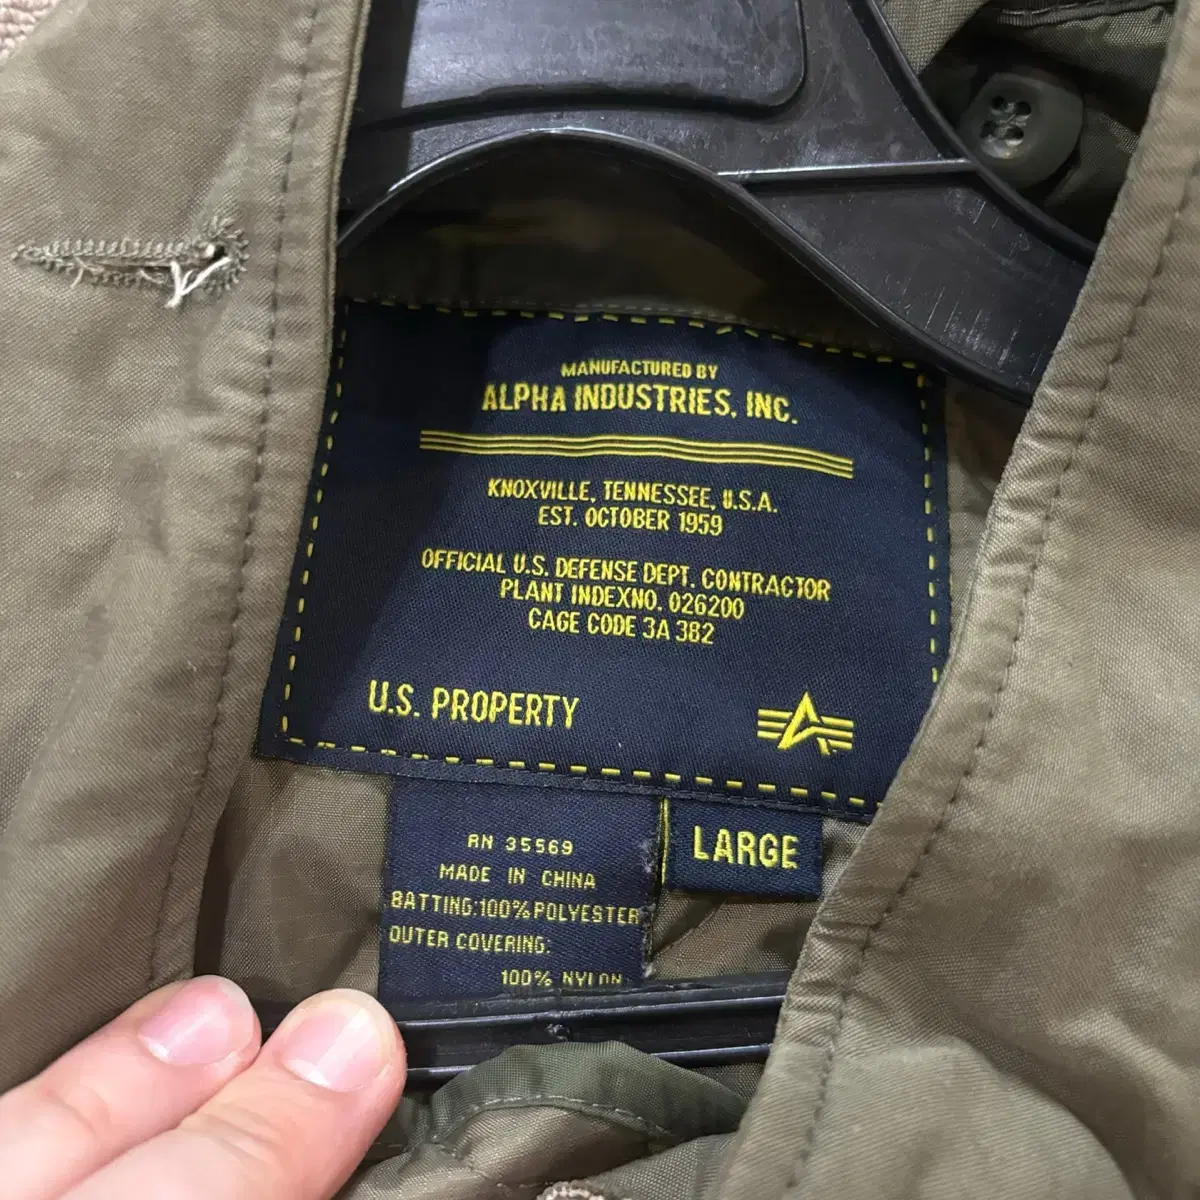 MANUFACTURED BY
ALPHA INDUSTRIES, INC.
KNOXVILLE, TENNESSEE, U.S.A.
EST. OCTOBER 1959
OFFICIAL U.S. DEFENSE DEPT. CONTRACTOR
PLANT INDEXNO. 026200
CAGE CODE 3A 382
U.S. PROPERTY
LARGE
RN 35569
MADE IN CHINA
BATTING:100% POLYESTER
OUTER COVERING:
100% NYLON